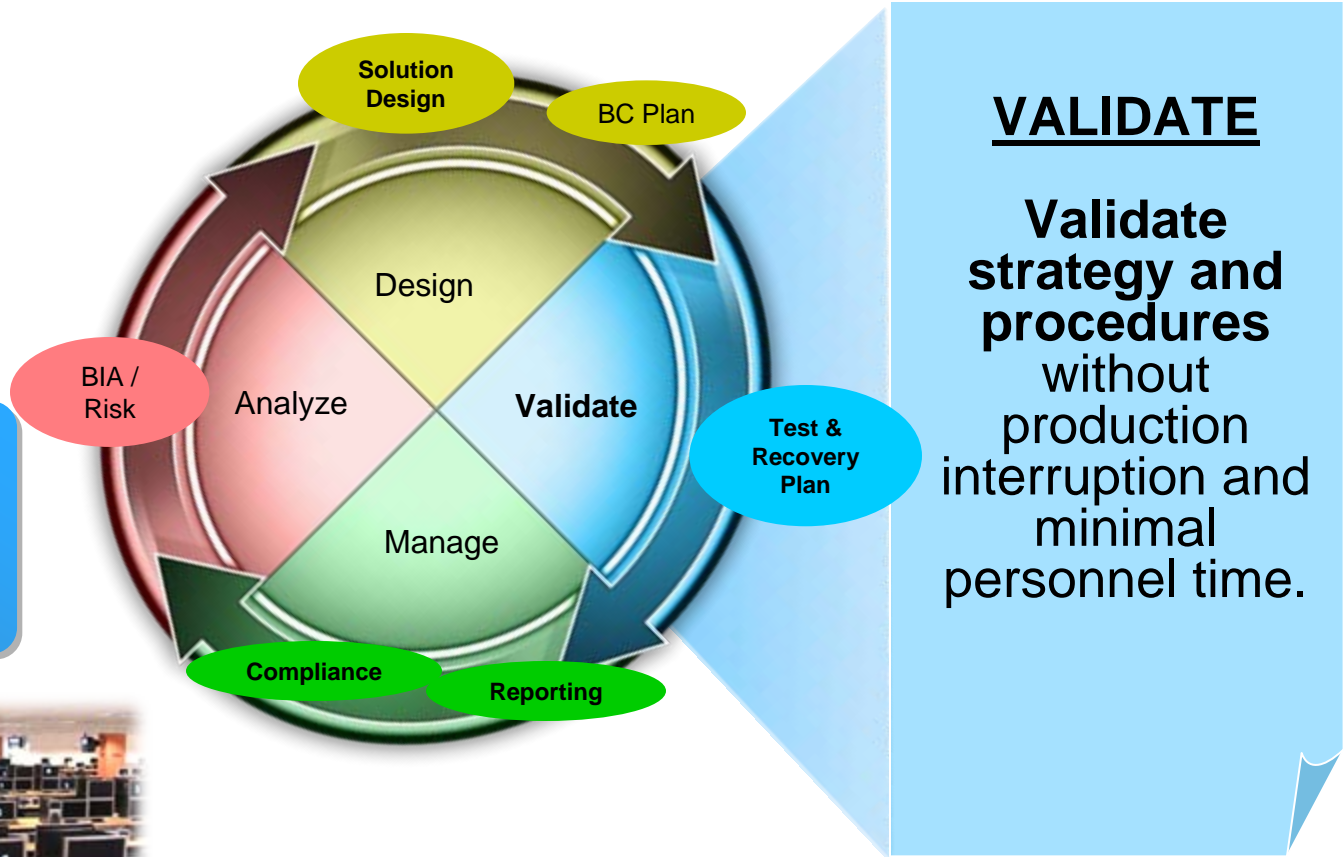 Solution
Design
BC Plan
Design
BIA /
Risk
Analyze
Validate
Test &
Recovery
Plan
Manage
Compliance
Reporting
VALIDATE
Validate
strategy and
procedures
without
production
interruption and
minimal
personnel time.